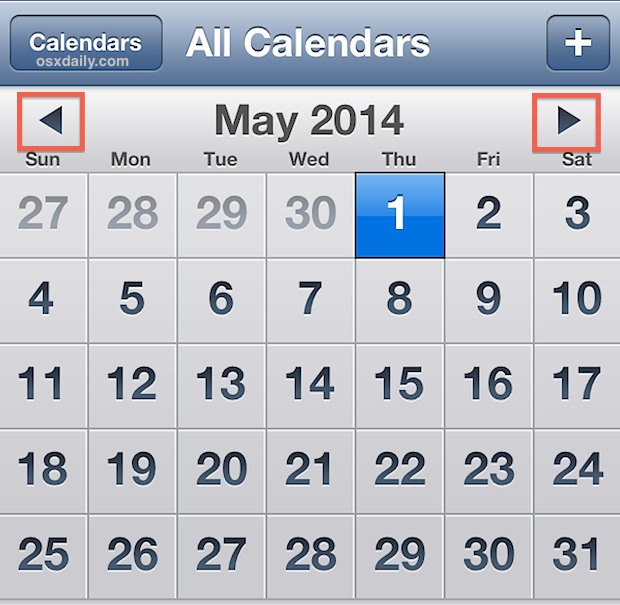 Calendars All Calendars +
osxdaily.com
May 2014
Sun Mon Tue Wed Thu Fri Sat
27 28 29 30 1 2 3
4 5 6 7 8 9 10
11 12 13 14 15 16 17
18 19 20 21 22 23 24
25 26 27 28 29 30 31